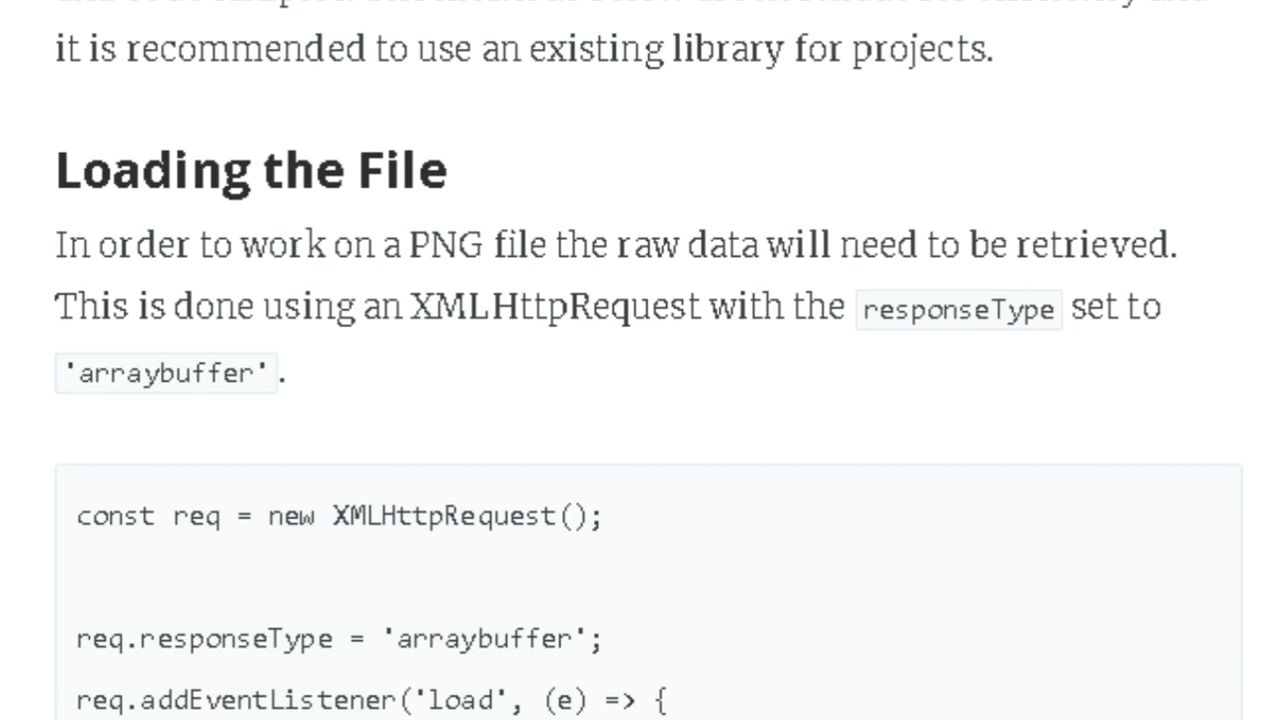 it is recommended to use an existing library for projects.
Loading the File
In order to work on a PNG file the raw data will need to be retrieved.
This is done using an XMLHttpRequest with the responseType set to
'arraybuffer'.
const req = new XMLHttpRequest();
req.responseType = 'arraybuffer';
req.addEventListener('load', (e) => {